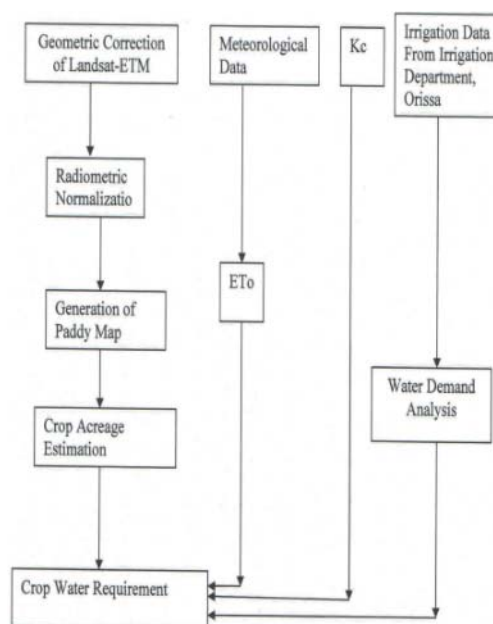 Geometric Correction
of Landsat-ETM
Meteorological
Data
Kc
Irrigation Data
From Irrigation
Department,
Orissa
Radiometric
Normalizatio
ETo
Generation of
Paddy Map
Water Demand
Analysis
Crop Acreage
Estimation
Crop Water Requirement